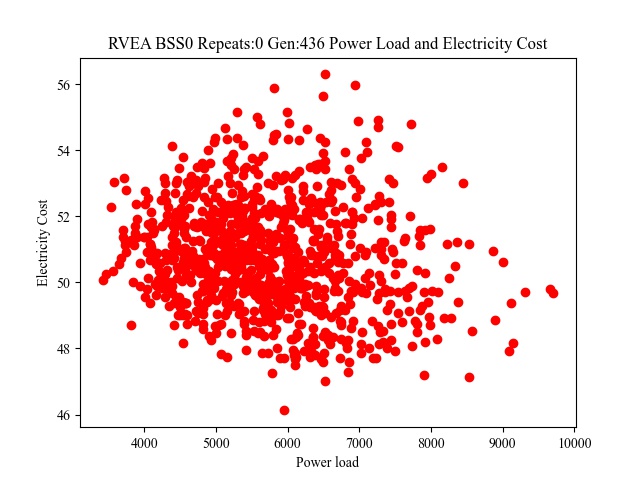 RVEA BSS0 Repeats:0 Gen:436 Power Load and Electricity Cost
56
54
52
50
48
46
Electricity Cost
4000 5000 6000 7000 8000 9000 10000
Power load